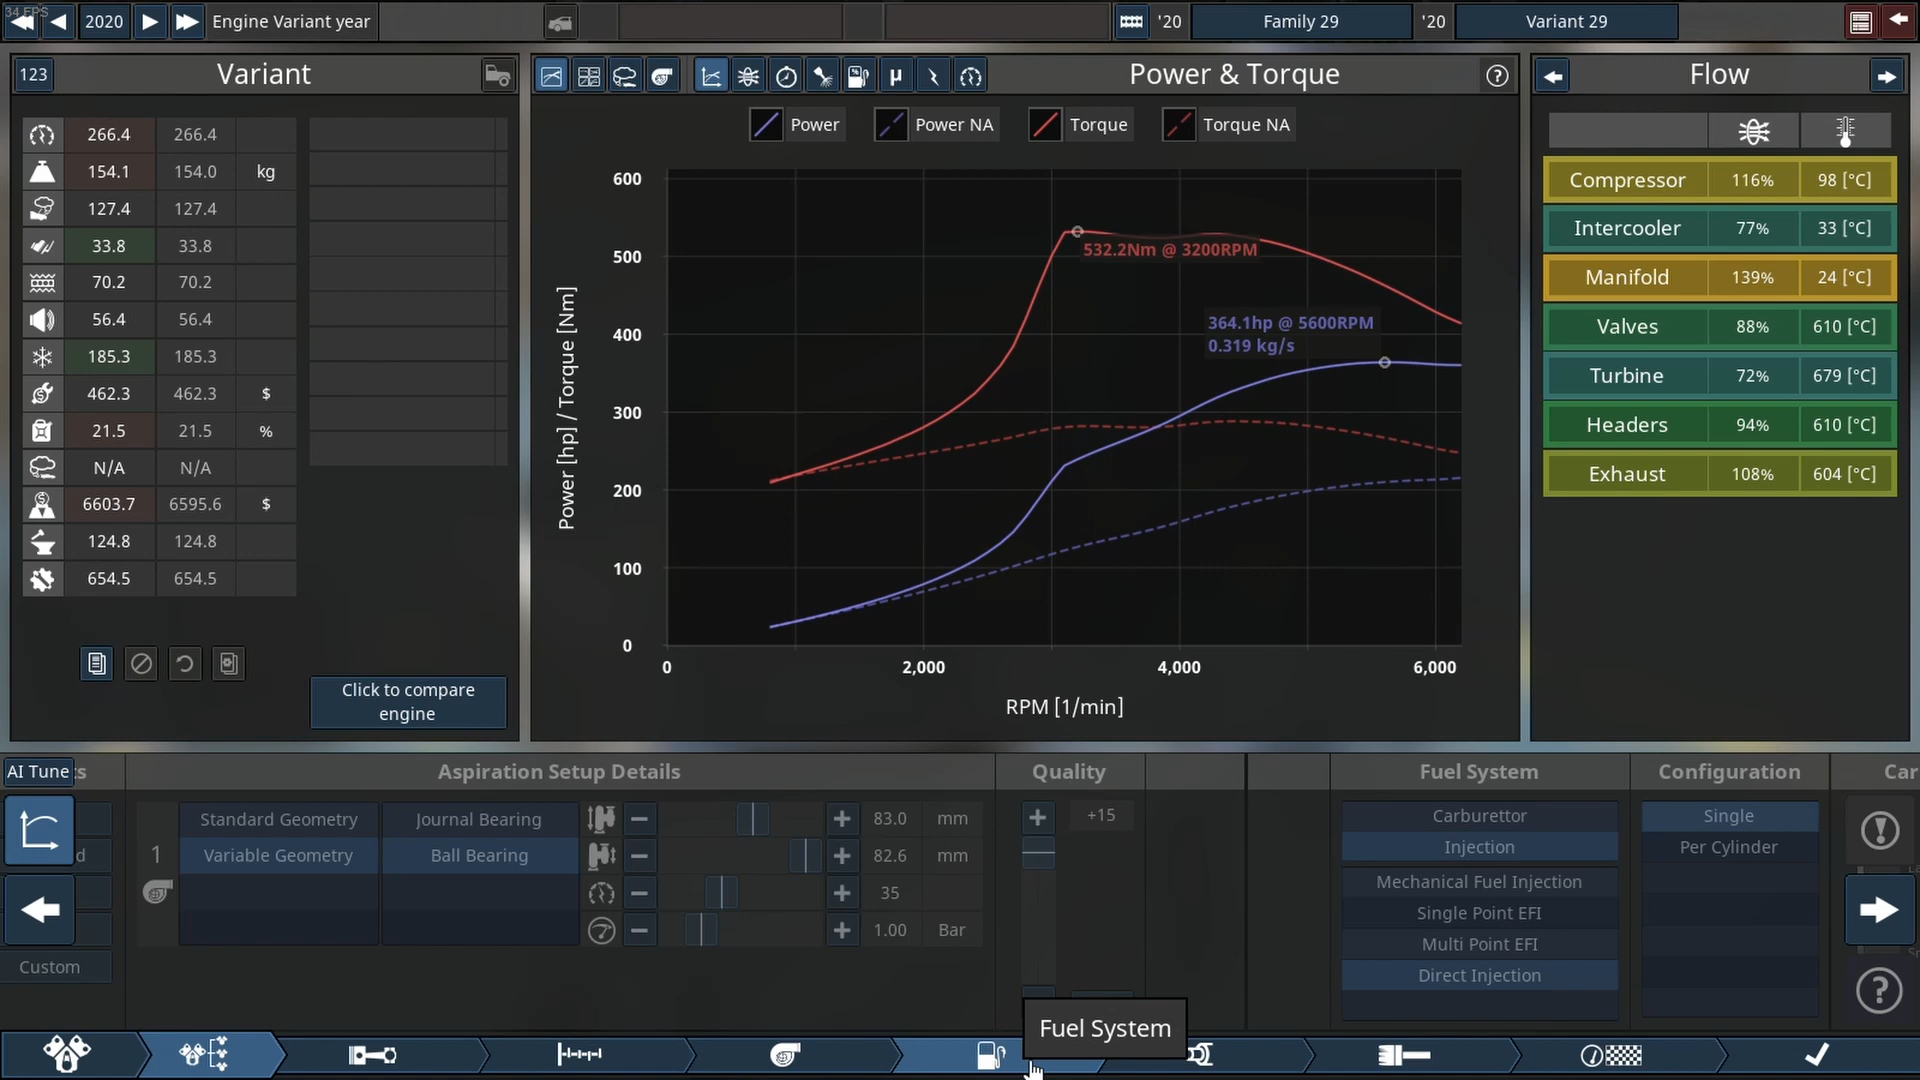 34 FPS
2020
Engine Variant year
'20
Family 29
'20
Variant 29
123
Variant
266.4 266.4
154.1 154.0 kg
127.4 127.4
33.8 33.8
70.2 70.2
56.4 56.4
185.3 185.3
462.3 462.3 $
21.5 21.5 %
N/A N/A
6603.7 6595.6 $
124.8 124.8
654.5 654.5
Click to compare
engine
µ
Power & Torque
?
Power
Power NA
Torque
Torque NA
600
500
400
300
200
100
0
Power [hp] / Torque [Nm]
532.2Nm @ 3200RPM
364.1hp @ 5600RPM
0.319 kg/s
0 2,000 4,000 6,000
RPM [1/min]
Flow
Compressor 116% 98 [°C]
Intercooler 77% 33 [°C]
Manifold 139% 24 [°C]
Valves 88% 610 [°C]
Turbine 72% 679 [°C]
Headers 94% 610 [°C]
Exhaust 108% 604 [°C]
AI Tune
s
d
Custom
Aspiration Setup Details
1
Standard Geometry
Variable Geometry
Journal Bearing
Ball Bearing
83.0 mm
82.6 mm
35
1.00 Bar
Quality
+15
Fuel System
Carburettor
Injection
Mechanical Fuel Injection
Single Point EFI
Multi Point EFI
Direct Injection
Configuration
Single
Per Cylinder
Car
?
Fuel System